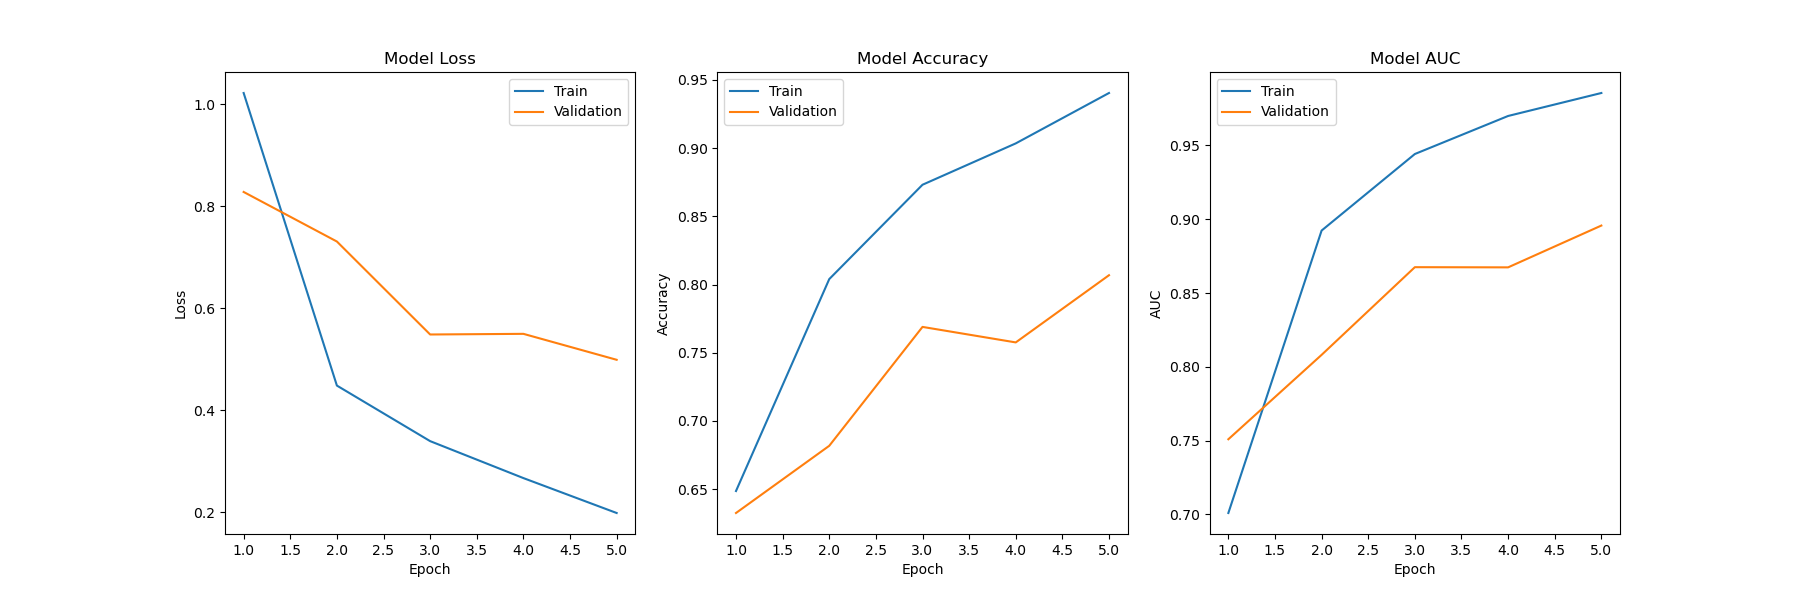 Model Loss
Train
Validation
1.0
0.8
0.6
0.4
0.2
Loss
1.0 1.5 2.0 2.5 3.0 3.5 4.0 4.5 5.0
Epoch
Model Accuracy
Train
Validation
0.95
0.90
0.85
0.80
0.75
0.70
0.65
Accuracy
1.0 1.5 2.0 2.5 3.0 3.5 4.0 4.5 5.0
Epoch
Model AUC
Train
Validation
0.95
0.90
0.85
0.80
0.75
0.70
AUC
1.0 1.5 2.0 2.5 3.0 3.5 4.0 4.5 5.0
Epoch